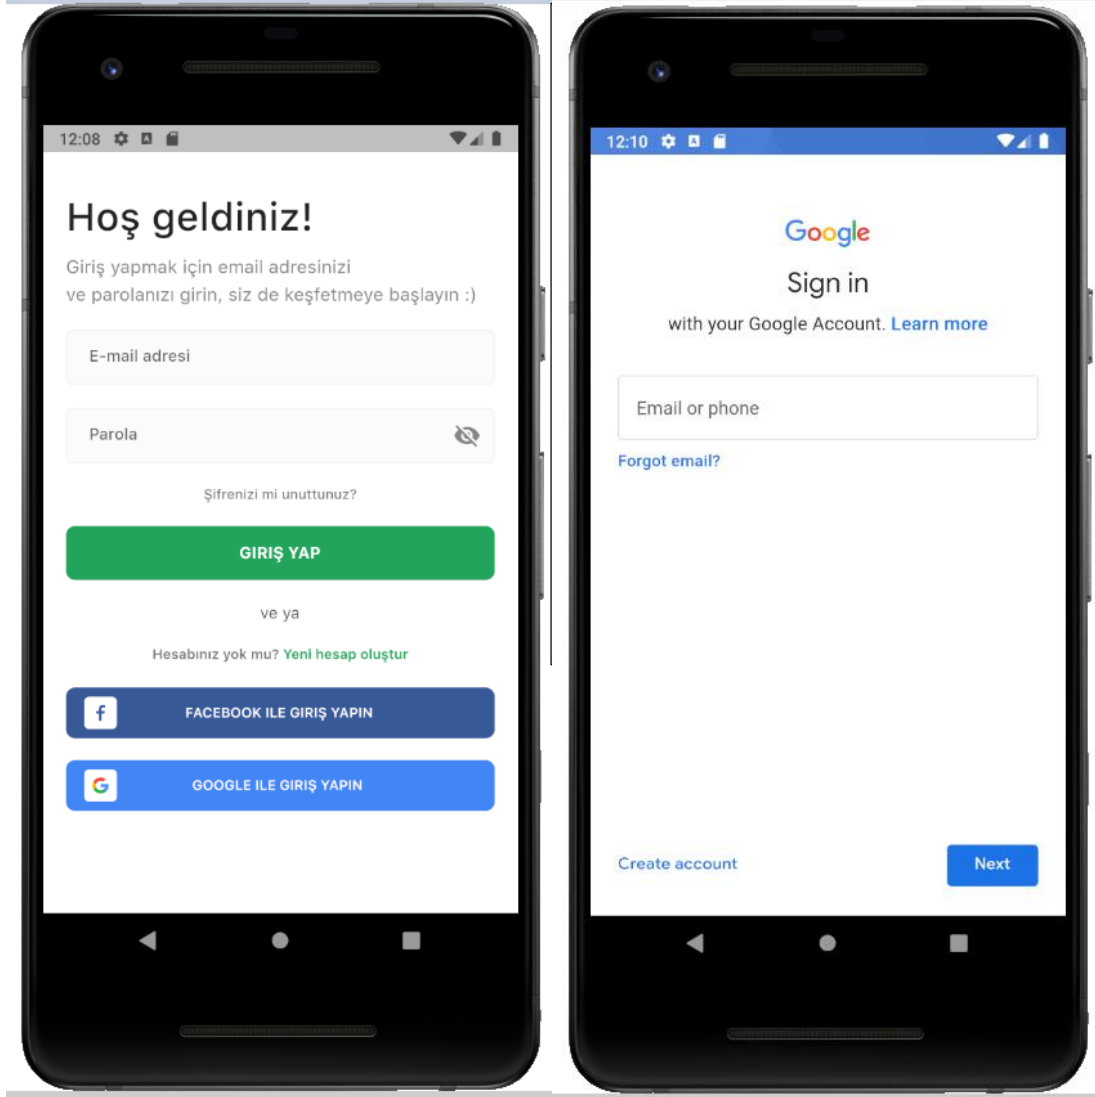 12:08
Hoş geldiniz!
Giriş yapmak için email adresinizi
ve parolanızı girin, siz de keşfetmeye başlayın :)
E-mail adresi
Parola
Şifrenizi mi unuttunuz?
GIRIŞ YAP
ve ya
Hesabınız yok mu? Yeni hesap oluştur
f
FACEBOOK ILE GIRIŞ YAPIN
G
GOOGLE ILE GIRIŞ YAPIN
12:10
Google
Sign in
with your Google Account. Learn more
Email or phone
Forgot email?
Create account
Next